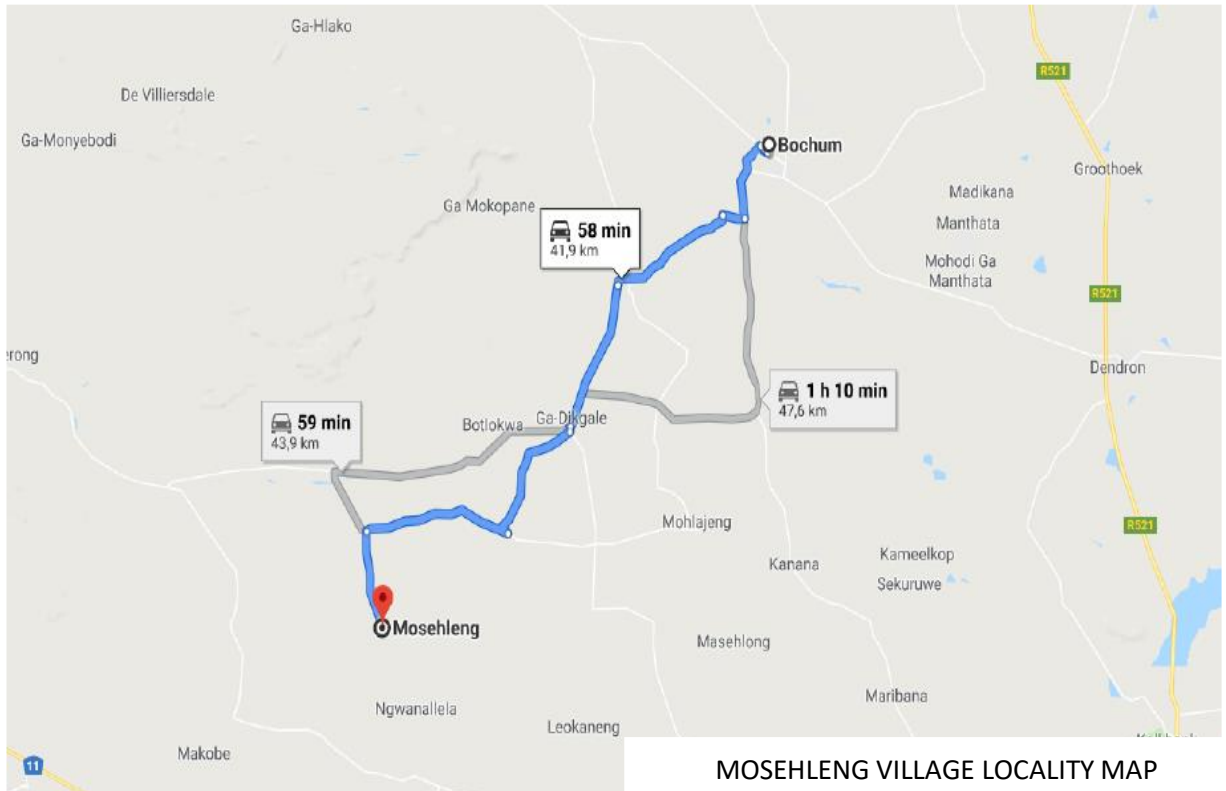 Ga-Hlako
R521
De Villiersdale
Ga-Monyebodi
Bochum
Groothoek
Madikana
Ga Mokopane
Manthata
58 min
41,9 km
Mohodi Ga
Manthata
R521
erong
Dendron
1 h 10 min
47,6 km
59 min
43,9 km
Botlokwa
Ga-Dikgale
Mohlajeng
R521
Kameelkop
Kanana
Sekuruwe
Mosehleng
Masehlong
Maribana
Ngwanallela
Leokaneng
Makobe
11
MOSEHLENG VILLAGE LOCALITY MAP